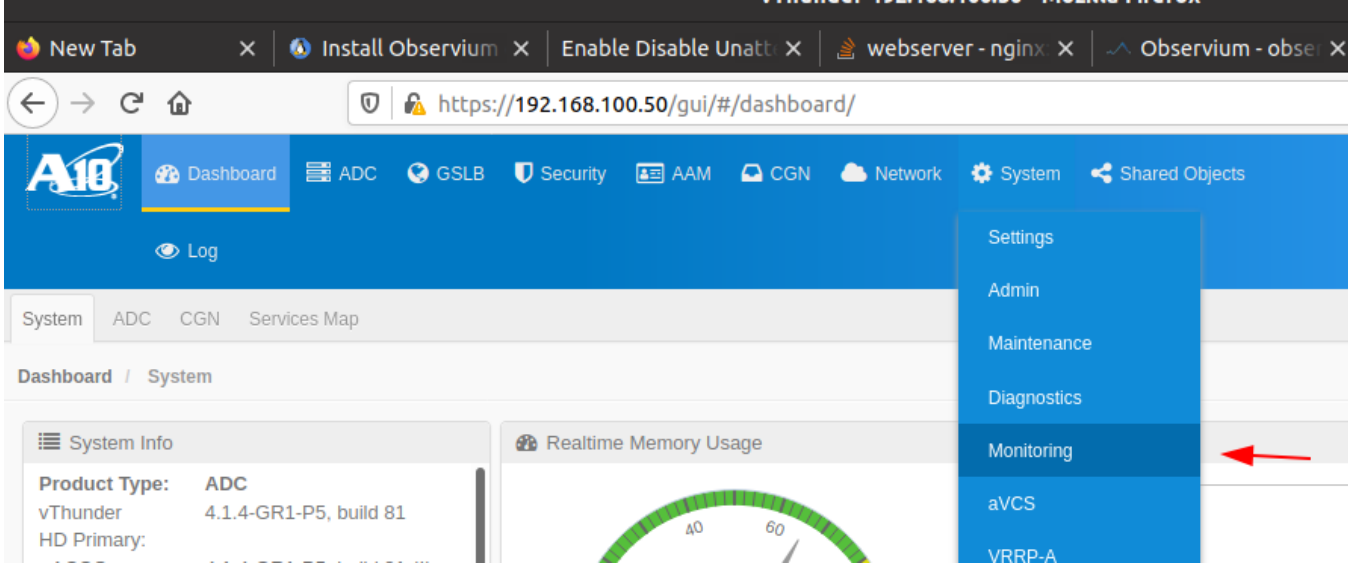 New Tab
Install Observium
Enable Disable Unatt
webserver - nginx
Observium - obser
https://192.168.100.50/gui/#/dashboard/
A10
Dashboard
ADC
GSLB
Security
AAM
CGN
Network
System
Shared Objects
Log
Settings
Admin
Maintenance
Diagnostics
Monitoring
aVCS
VRRP-A
System ADC CGN Services Map
Dashboard / System
System Info
Product Type: ADC
vThunder 4.1.4-GR1-P5, build 81
HD Primary:
Realtime Memory Usage
40
60